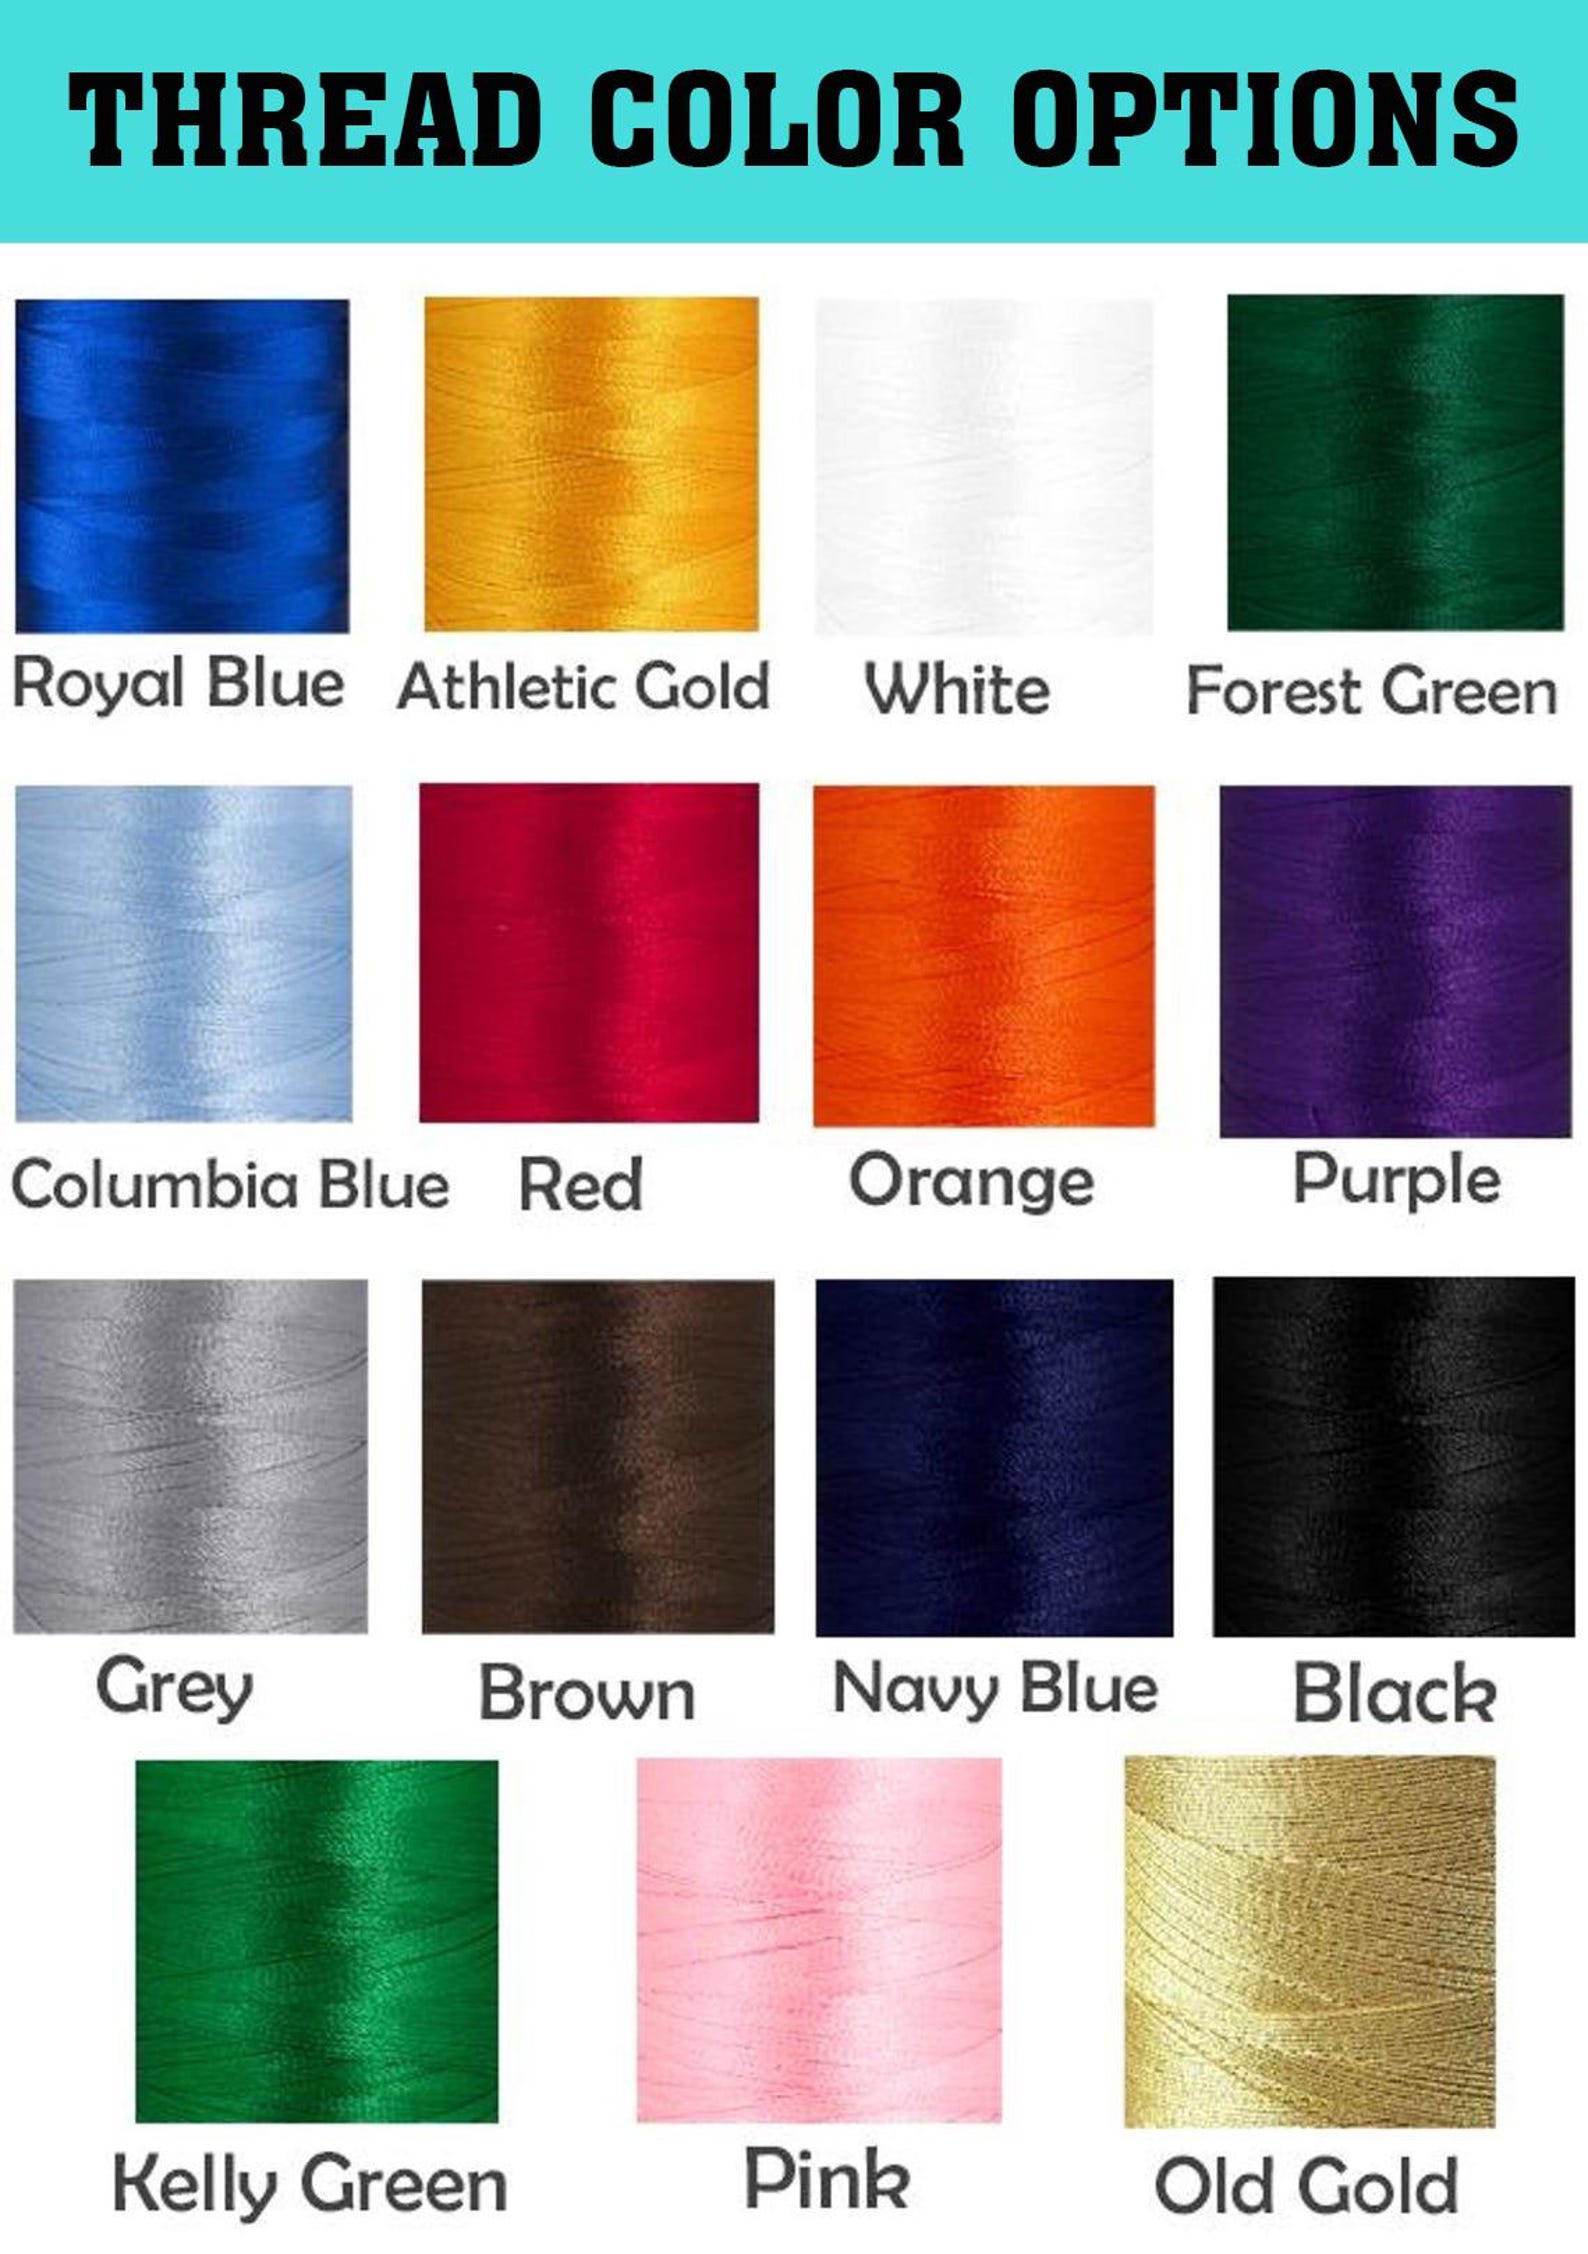 THREAD COLOR OPTIONS
Royal Blue
Athletic Gold
White
Forest Green
Columbia Blue
Red
Orange
Purple
Grey
Brown
Navy Blue
Black
Kelly Green
Pink
Old Gold